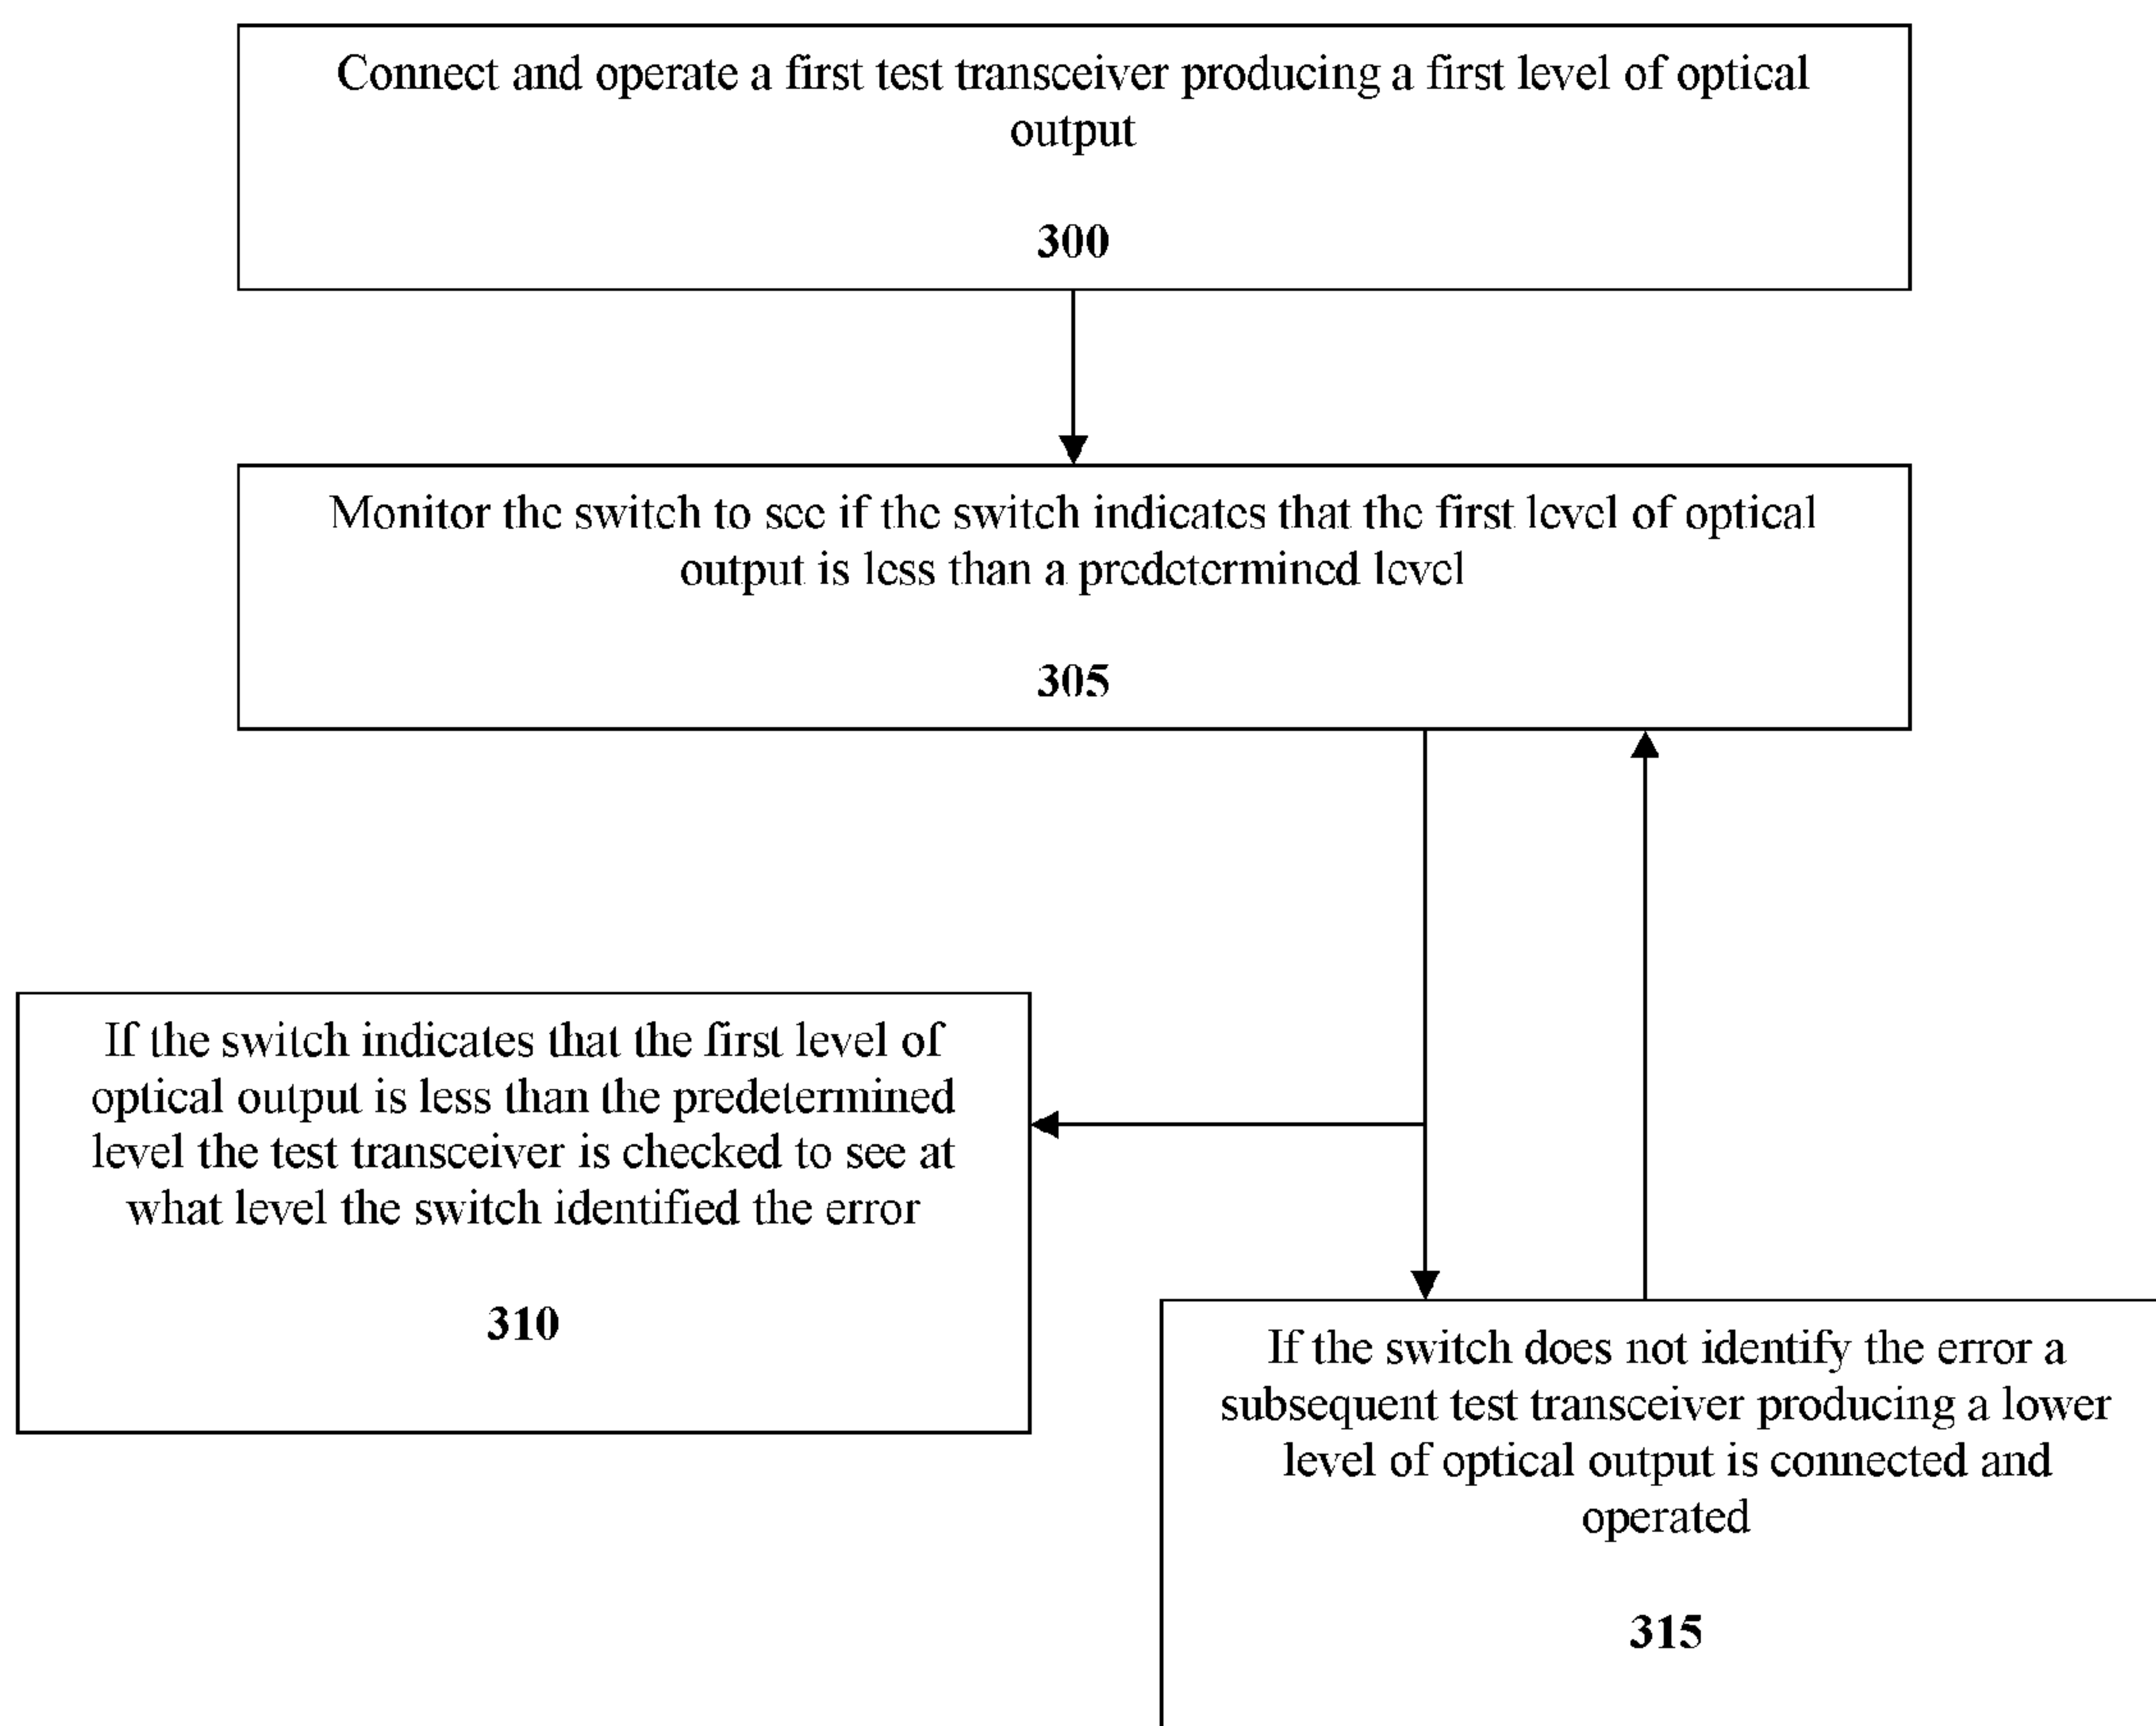 Connect and operate a first test transceiver producing a first level of optical
output
300
Monitor the switch to see if the switch indicates that the first level of optical
output is less than a predetermined level
305
If the switch indicates that the first level of
optical output is less than the predetermined
level the test transceiver is checked to see at
what level the switch identified the error
310
If the switch does not identify the error a
subsequent test transceiver producing a lower
level of optical output is connected and
operated
315